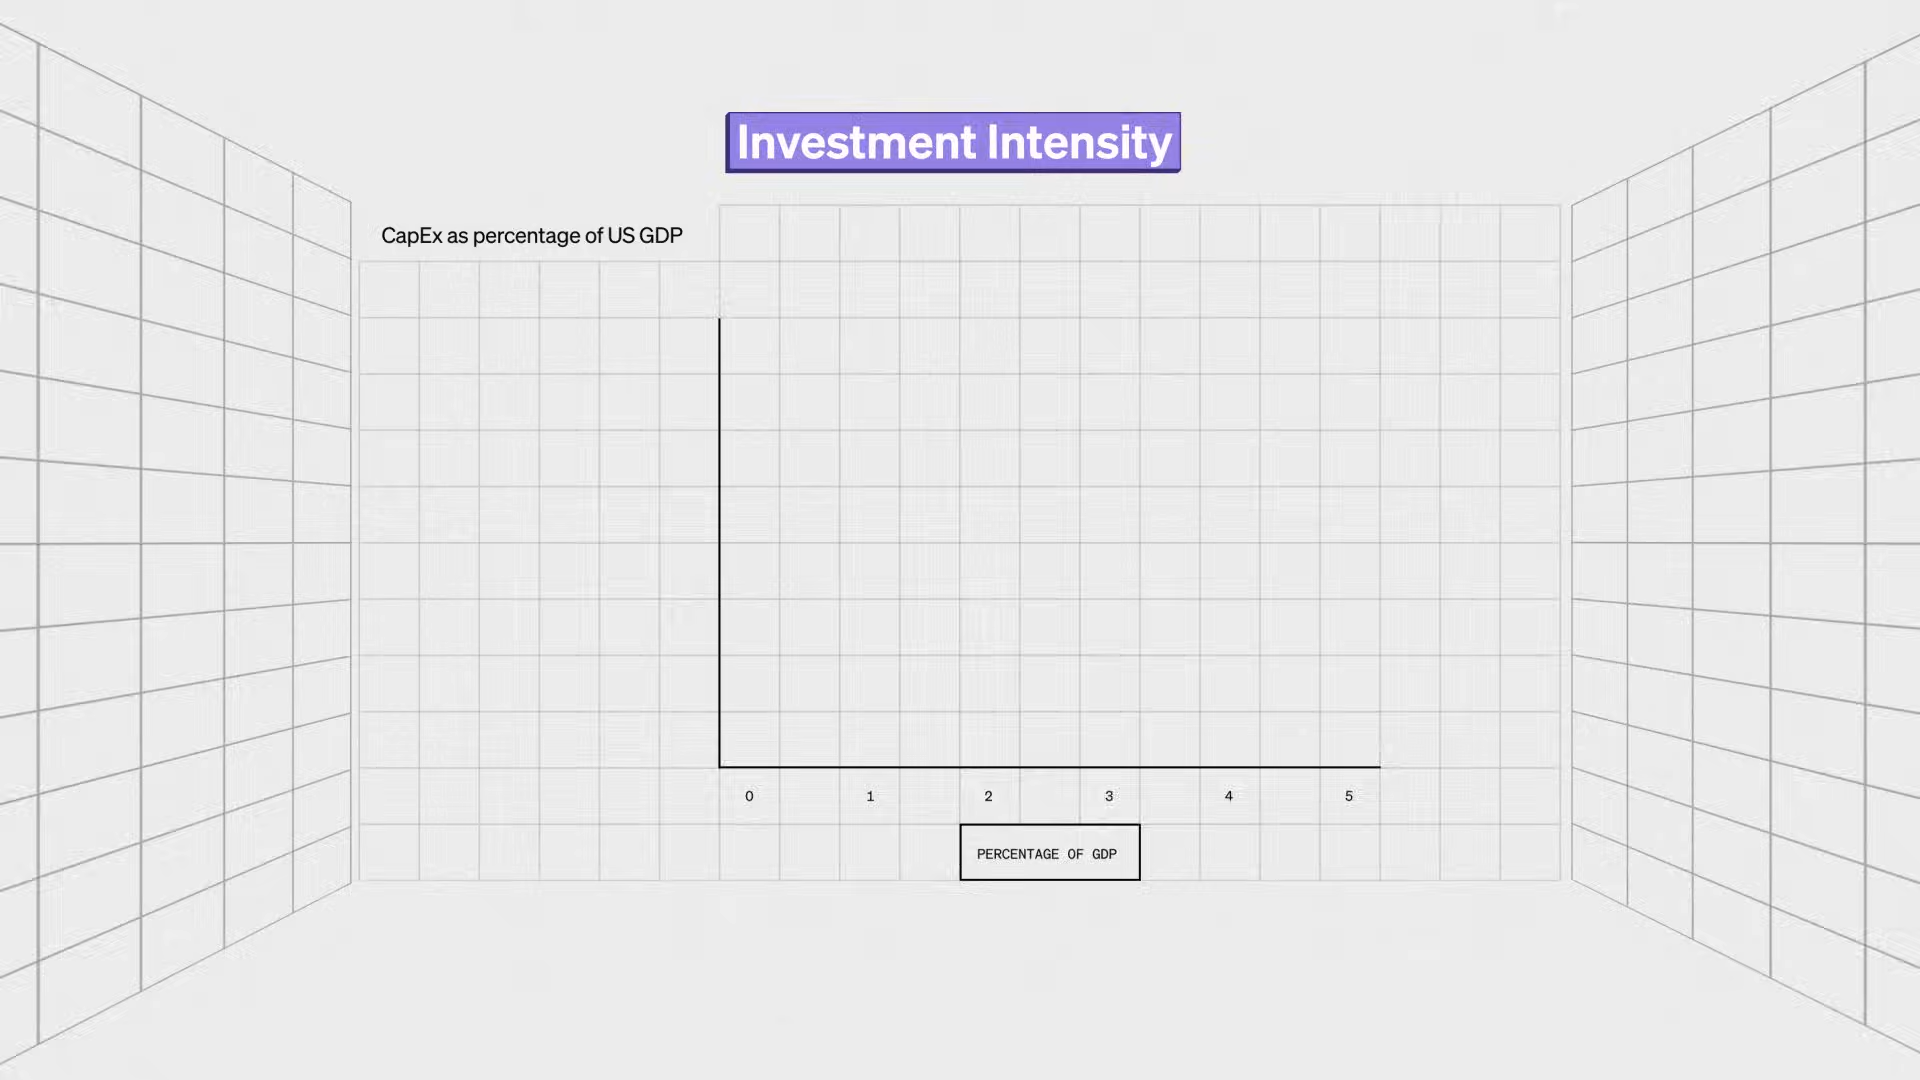 Investment Intensity
CapEx as percentage of US GDP
0 1 2 3 4 5
PERCENTAGE OF GDP